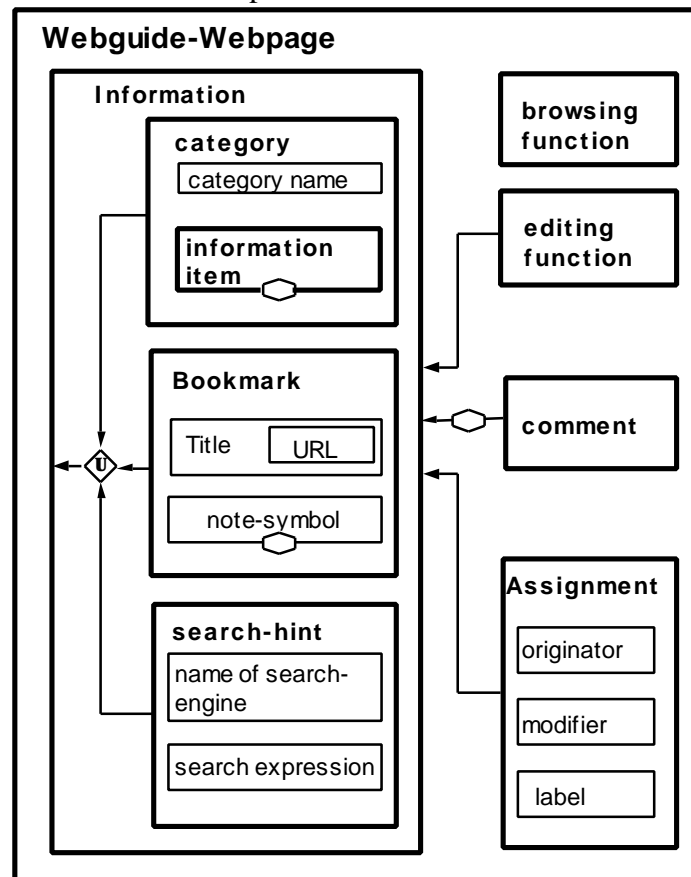 Webguide-Webpage
Information
category
category name
information
item
Bookmark
Title
URL
note-symbol
U
search-hint
name of search-
engine
search expression
browsing
function
editing
function
comment
Assignment
originator
modifier
label